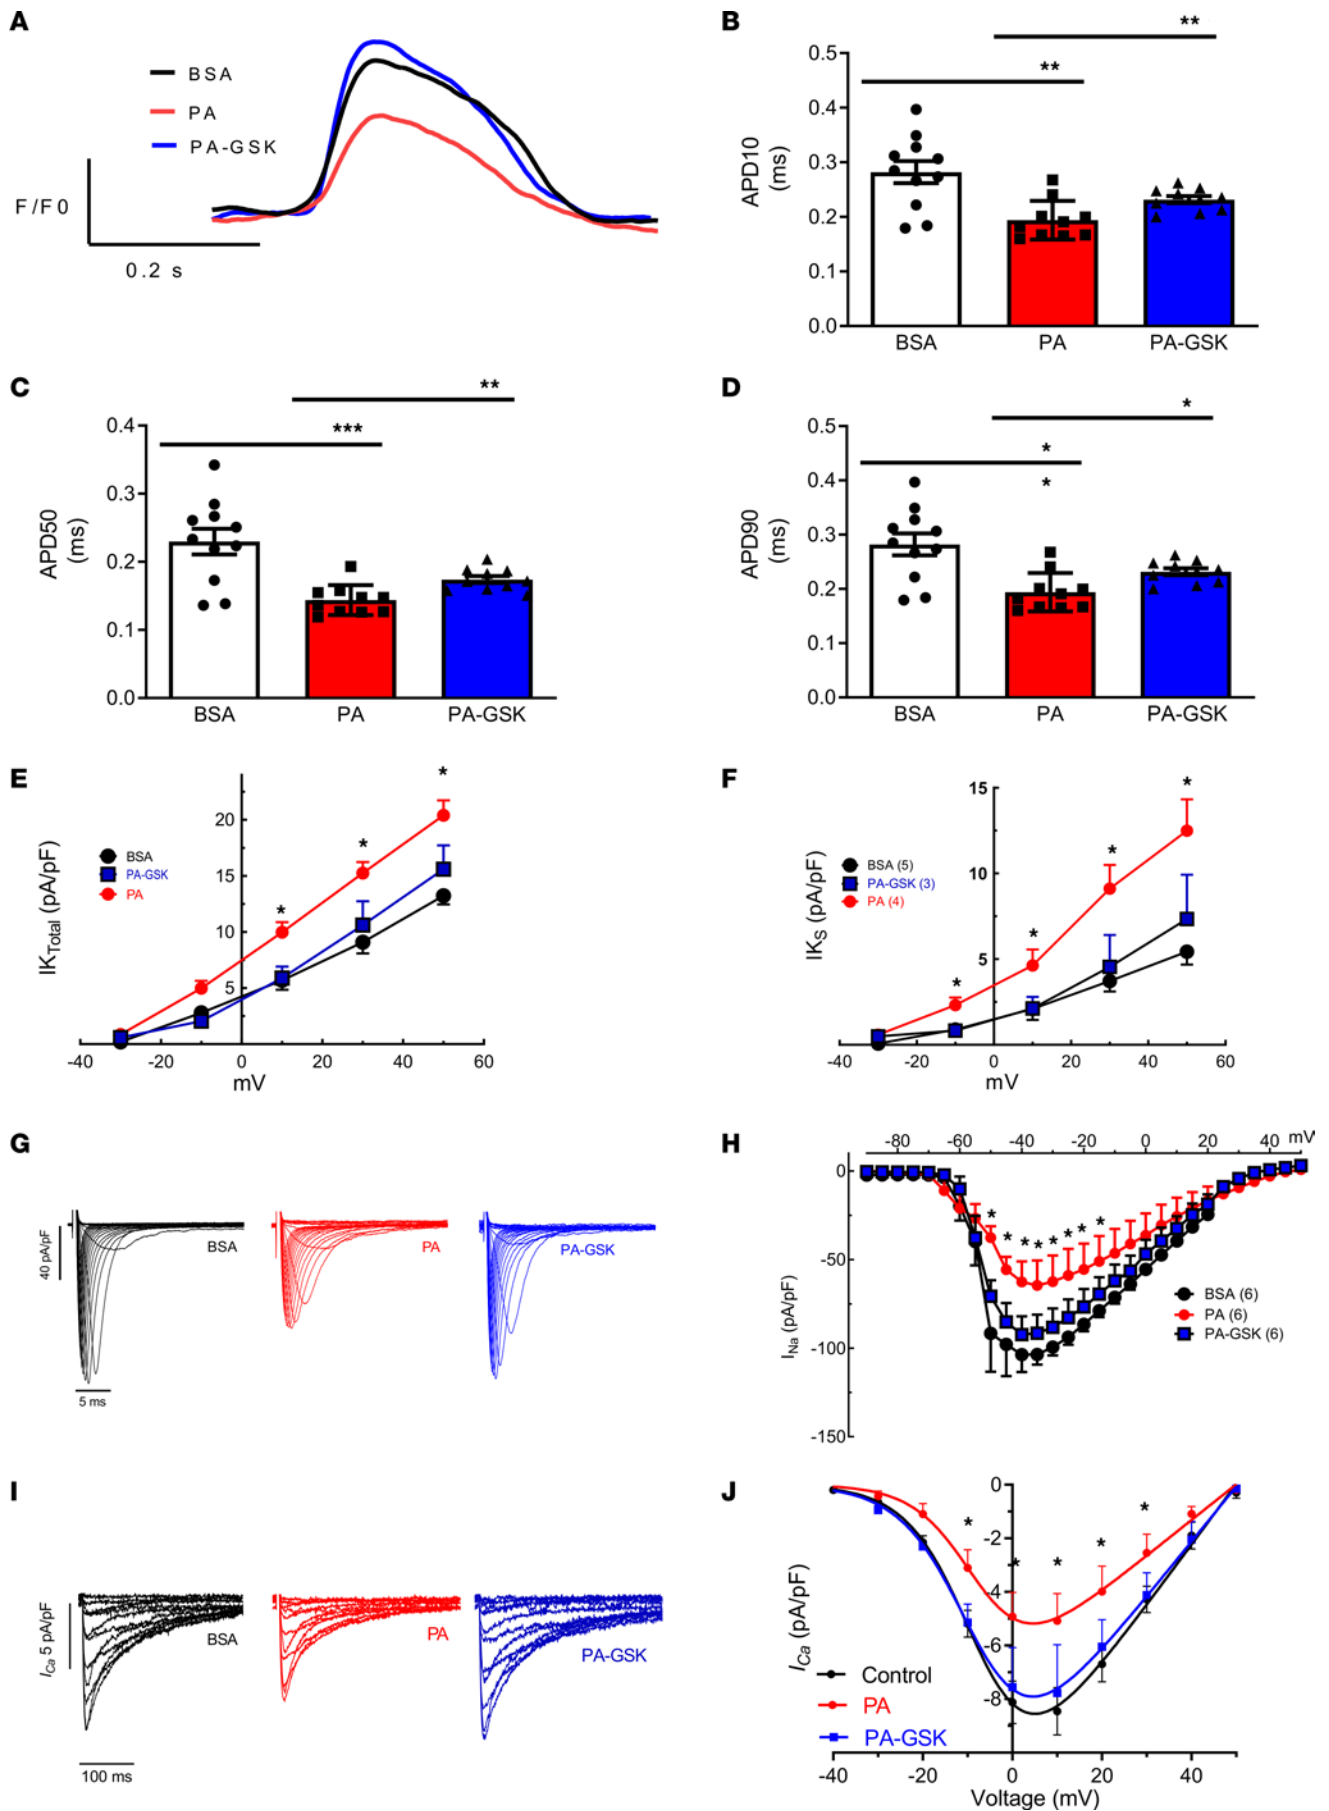 A
BSA
PA
PA-GSK
F/F0
0.2 s
B
**
**
0.5
0.4
0.3
0.2
0.1
0.0
APD10
(ms)
BSA PA PA-GSK
C
**
***
0.4
0.3
0.2
0.1
0.0
APD50
(ms)
BSA PA PA-GSK
D
*
*
*
0.5
0.4
0.3
0.2
0.1
0.0
APD90
(ms)
BSA PA PA-GSK
E
* * *
20
15
10
5
IKTotal (pA/pF)
BSA
PA-GSK
PA
-40 -20 0 20 40 60
mV
F
* * * *
15
10
5
IKS (pA/pF)
BSA (5)
PA-GSK (3)
PA (4)
-40 -20 0 20 40 60
mV
G
40 pA/pF
BSA
PA
PA-GSK
5 ms
H
-80 -60 -40 -20 0 20 40 mV
0
-50
-100
-150
INa (pA/pF)
* * * * * * * *
BSA (6)
PA (6)
PA-GSK (6)
I
ICa 5 pA/pF
BSA
PA
PA-GSK
100 ms
J
0
-2
-4
-6
-8
ICa (pA/pF)
* * * * *
Control
PA
PA-GSK
-40 -20 0 20 40
Voltage (mV)